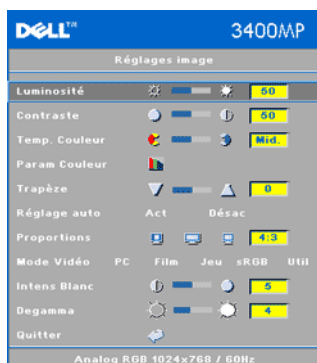 DELL™ 3400MP
Réglages image
Luminosité 50
Contraste 50
Temp. Couleur Mid.
Param Couleur
Trapèze 0
Réglage auto Act Désac
Proportions 4:3
Mode Vidéo PC Film Jeu sRGB Util
Intens Blanc 5
Degamma 4
Quitter
Analog RGB 1024x768 / 60Hz